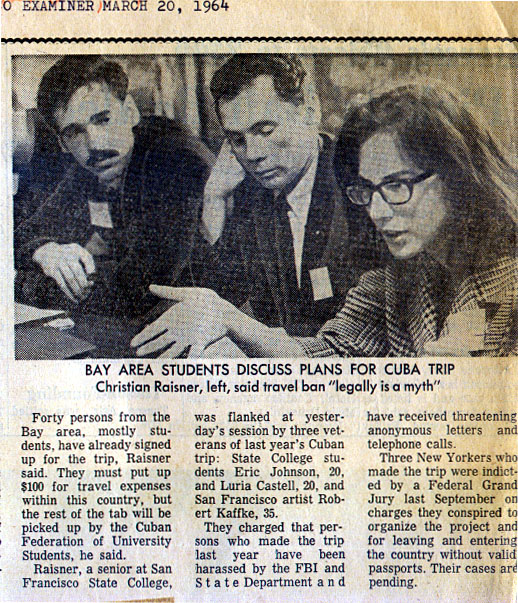 O EXAMINER MARCH 20, 1964
BAY AREA STUDENTS DISCUSS PLANS FOR CUBA TRIP
Christian Raisner, left, said travel ban "legally is a myth"
Forty persons from the
Bay area, mostly stu-
dents, have already signed
up for the trip, Raisner
said. They must put up
$100 for travel expenses
within this country, but
the rest of the tab will be
picked up by the Cuban
Federation of University
Students, he said.
Raisner, a senior at San
Francisco State College,
was flanked at yester-
day's session by three vet-
erans of last year's Cuban
trip: State College stu-
dents Eric Johnson, 20,
and Luria Castell, 20, and
San Francisco artist Rob-
ert Kaffke, 35.
They charged that per-
sons who made the trip
last year have been
harassed by the FBI and
State Department and
have received threatening
anonymous letters and
telephone calls.
Three New Yorkers who
made the trip were indict-
ed by a Federal Grand
Jury last September on
charges they conspired to
organize the project and
for leaving and entering
the country without valid
passports. Their cases are
pending.